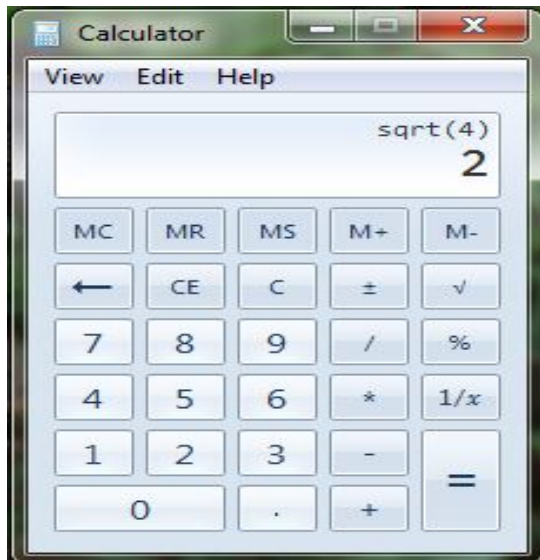 Calculator
View Edit Help
sqrt(4)
2
MC MR MS M+ M-
← CE C ± √
7 8 9 / %
4 5 6 * 1/x
1 2 3 - =
0 . +